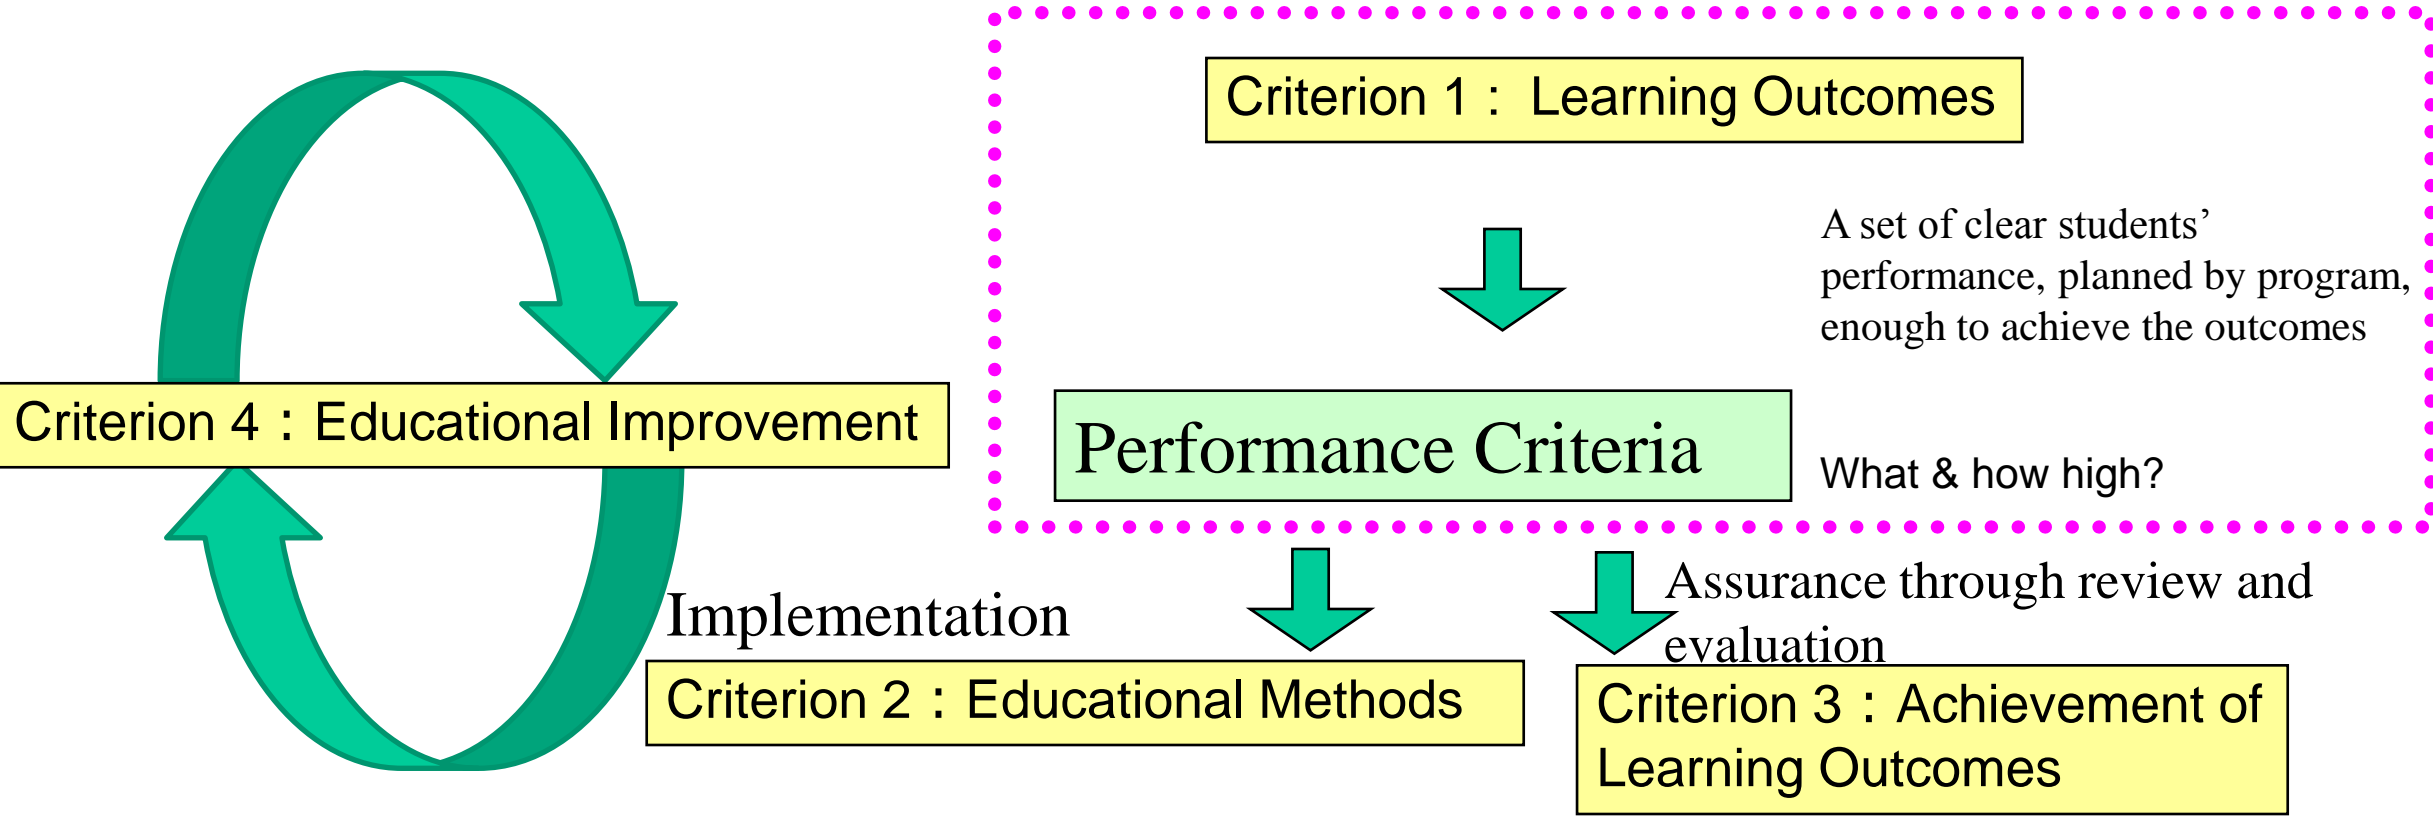 Criterion 1： Learning Outcomes
A set of clear students’
performance, planned by program,
enough to achieve the outcomes
Criterion 4：Educational Improvement
Performance Criteria
What & how high?
Implementation
Assurance through review and
evaluation
Criterion 2：Educational Methods
Criterion 3：Achievement of
Learning Outcomes